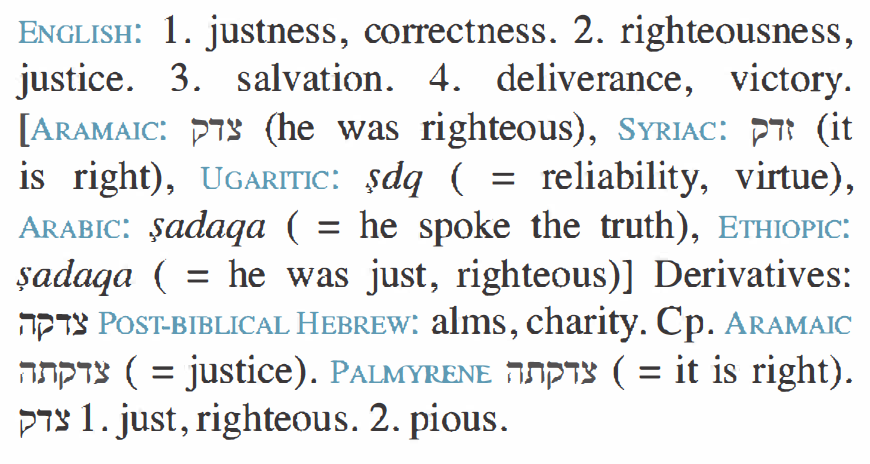 ENGLISH: 1. justness, correctness. 2. righteousness,
justice. 3. salvation. 4. deliverance, victory.
[ARAMAIC: צדק (he was righteous), SYRIAC: זדק (it
is right), UGARITIC: ṣdq ( = reliability, virtue),
ARABIC: ṣadaqa ( = he spoke the truth), ETHIOPIC:
ṣadaqa ( = he was just, righteous)] Derivatives:
צדקה POST-BIBLICAL HEBREW: alms, charity. Cp. ARAMAIC
צדקתה ( = justice). PALMYRENE צדקתה ( = it is right).
צדק 1. just, righteous. 2. pious.